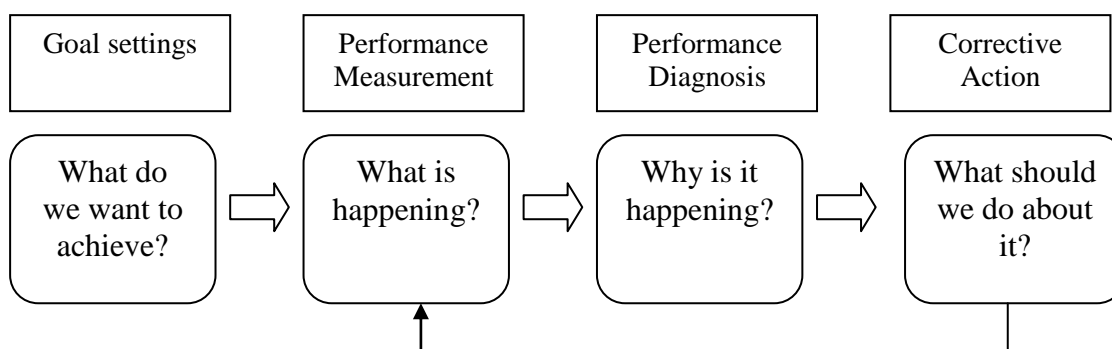 Goal settings
Performance
Measurement
Performance
Diagnosis
Corrective
Action
What do
we want to
achieve?
What is
happening?
Why is it
happening?
What should
we do about
it?